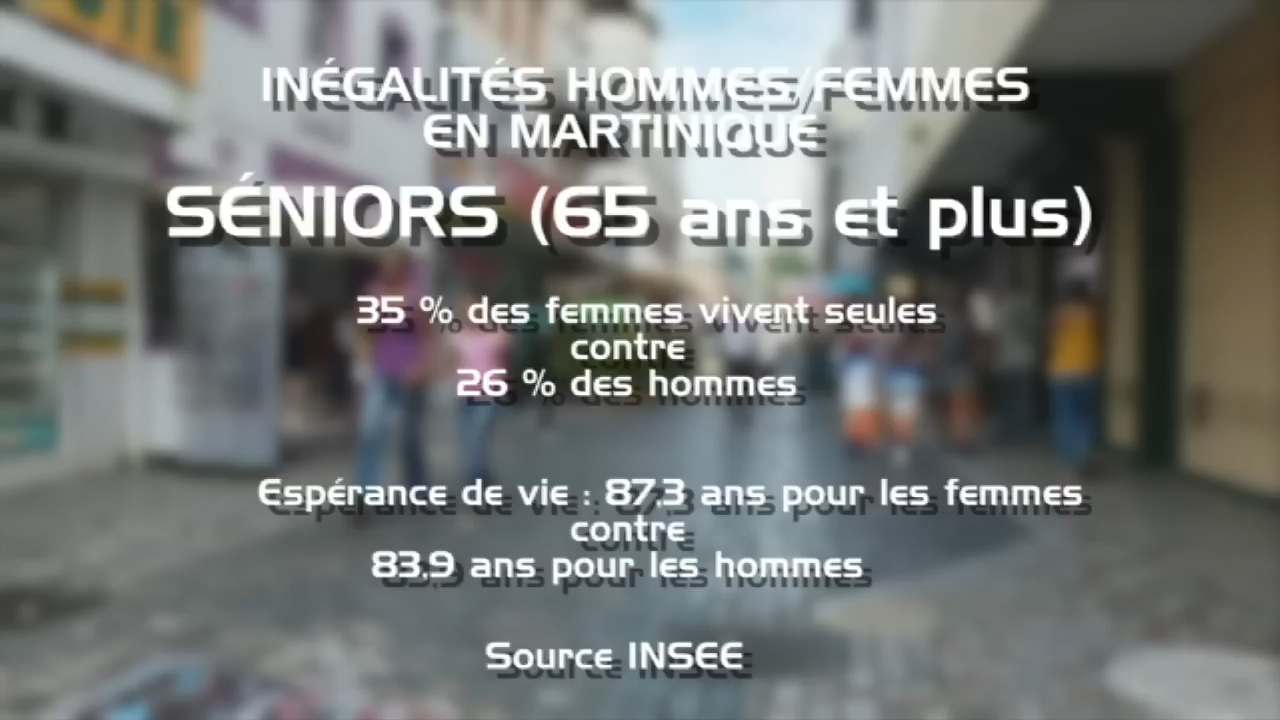 INÉGALITÉS HOMMES/FEMMES
EN MARTINIQUE
SÉNIORS (65 ans et plus)
35 % des femmes vivent seules
contre
26 % des hommes
Espérance de vie : 87,3 ans pour les femmes
contre
83,9 ans pour les hommes
Source INSEE